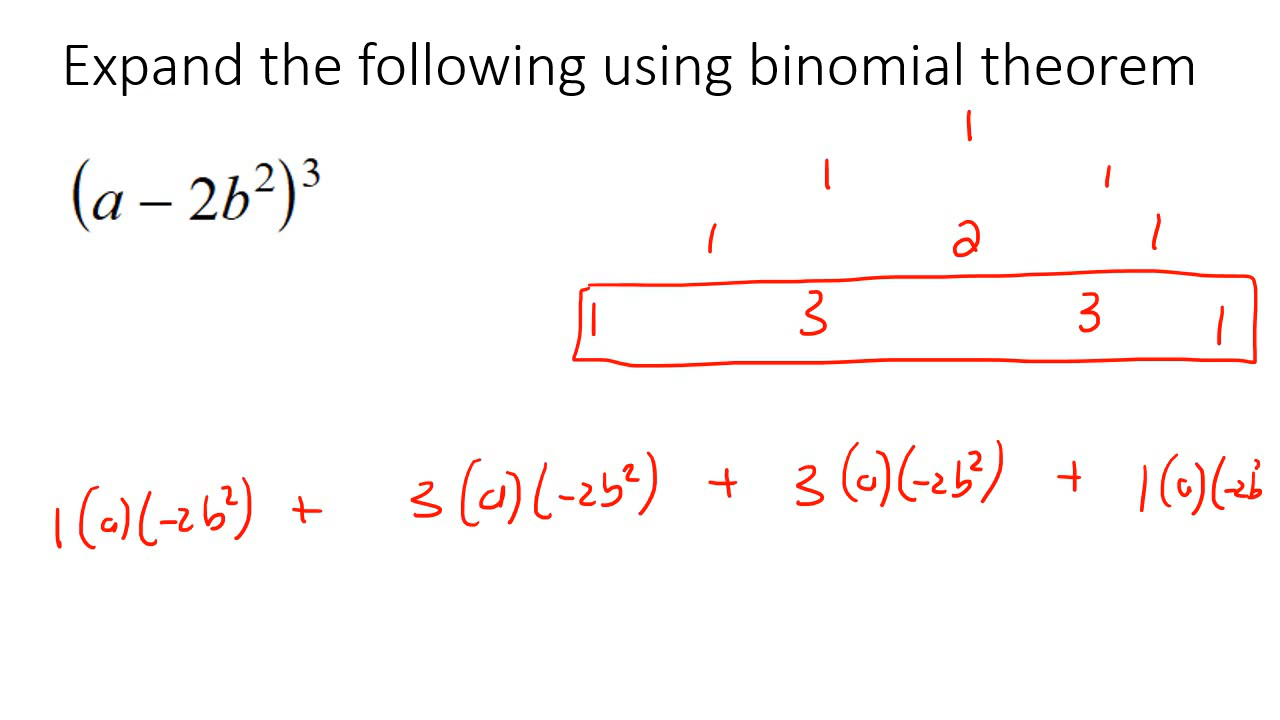 Expand the following using binomial theorem
1
(a − 2b²)³
1 1
1 2 1
1 3 3 1
1(a)(-2b²) + 3(a)(-2b²) + 3(a)(-2b²) + 1(a)(-2b²